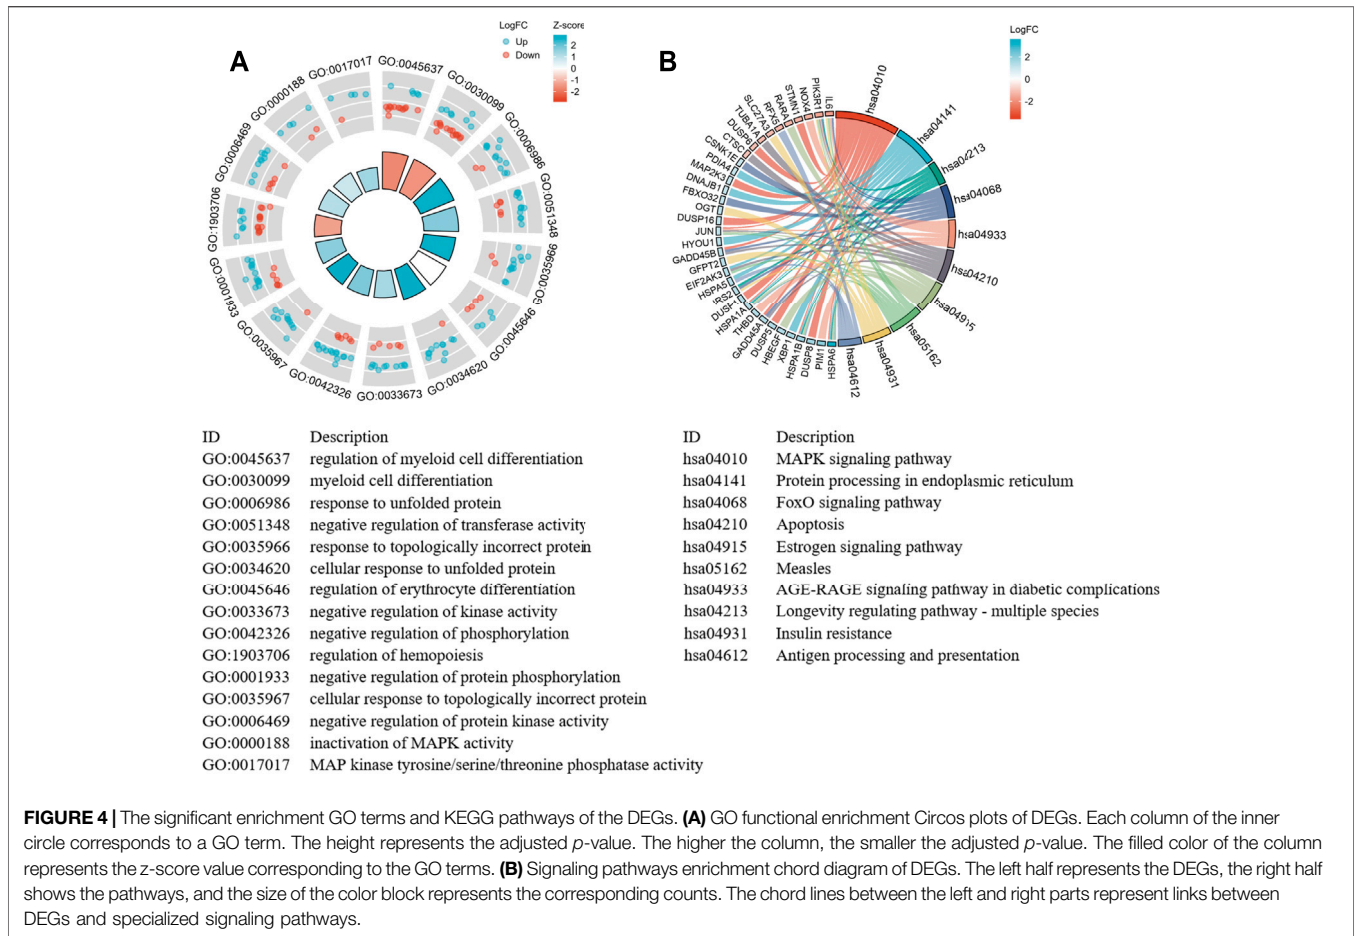 A
LogFC
Up
Down
Z-score
2
1
0
-1
-2
GO:0045637
GO:0030099
GO:0006986
GO:0051348
GO:0035966
GO:0045646
GO:0034620
GO:0033673
GO:0042326
GO:0035967
GO:0001933
GO:1903706
GO:0006469
GO:0000188
GO:0017017
B
LogFC
2
0
-2
hsa04010
hsa04141
hsa04213
hsa04068
hsa04933
hsa04210
hsa04915
hsa05162
hsa04931
hsa04612
IL6
PIK3R1
NOX4
STMN1
RARA
RFX5
SLC27A3
TUBA1A
DUSP6
CTSC
CSNK1E
PDIA4
MAP2K3
DNAJB1
FBXO32
OGT
DUSP16
JUN
HYOU1
GADD45B
GFPT2
EIF2AK3
HSPA5
IRS2
HSPA1A
THBD
GADD45A
DUSP5
HBEGF
XBP1
HSPA1B
DUSP8
PIM1
HSPA6
ID Description
GO:0045637 regulation of myeloid cell differentiation
GO:0030099 myeloid cell differentiation
GO:0006986 response to unfolded protein
GO:0051348 negative regulation of transferase activity
GO:0035966 response to topologically incorrect protein
GO:0034620 cellular response to unfolded protein
GO:0045646 regulation of erythrocyte differentiation
GO:0033673 negative regulation of kinase activity
GO:0042326 negative regulation of phosphorylation
GO:1903706 regulation of hemopoiesis
GO:0001933 negative regulation of protein phosphorylation
GO:0035967 cellular response to topologically incorrect protein
GO:0006469 negative regulation of protein kinase activity
GO:0000188 inactivation of MAPK activity
GO:0017017 MAP kinase tyrosine/serine/threonine phosphatase activity
ID Description
hsa04010 MAPK signaling pathway
hsa04141 Protein processing in endoplasmic reticulum
hsa04068 FoxO signaling pathway
hsa04210 Apoptosis
hsa04915 Estrogen signaling pathway
hsa05162 Measles
hsa04933 AGE-RAGE signaling pathway in diabetic complications
hsa04213 Longevity regulating pathway - multiple species
hsa04931 Insulin resistance
hsa04612 Antigen processing and presentation
FIGURE 4 | The significant enrichment GO terms and KEGG pathways of the DEGs. (A) GO functional enrichment Circos plots of DEGs. Each column of the inner
circle corresponds to a GO term. The height represents the adjusted p-value. The higher the column, the smaller the adjusted p-value. The filled color of the column
represents the z-score value corresponding to the GO terms. (B) Signaling pathways enrichment chord diagram of DEGs. The left half represents the DEGs, the right half
shows the pathways, and the size of the color block represents the corresponding counts. The chord lines between the left and right parts represent links between
DEGs and specialized signaling pathways.